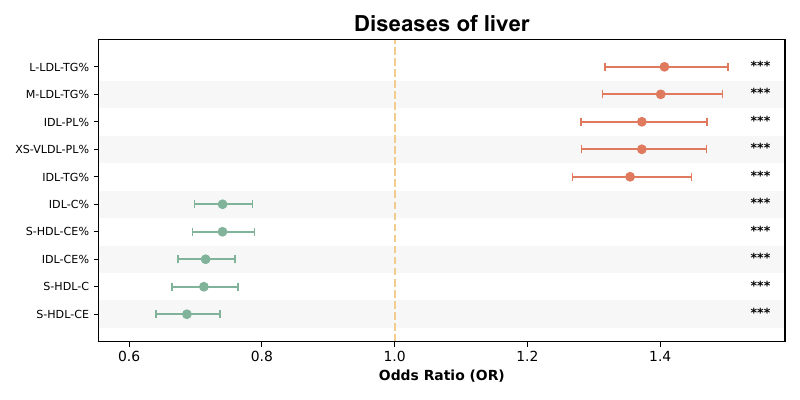 Diseases of liver
L-LDL-TG% ***
M-LDL-TG% ***
IDL-PL% ***
XS-VLDL-PL% ***
IDL-TG% ***
IDL-C% ***
S-HDL-CE% ***
IDL-CE% ***
S-HDL-C ***
S-HDL-CE ***
0.6 0.8 1.0 1.2 1.4
Odds Ratio (OR)